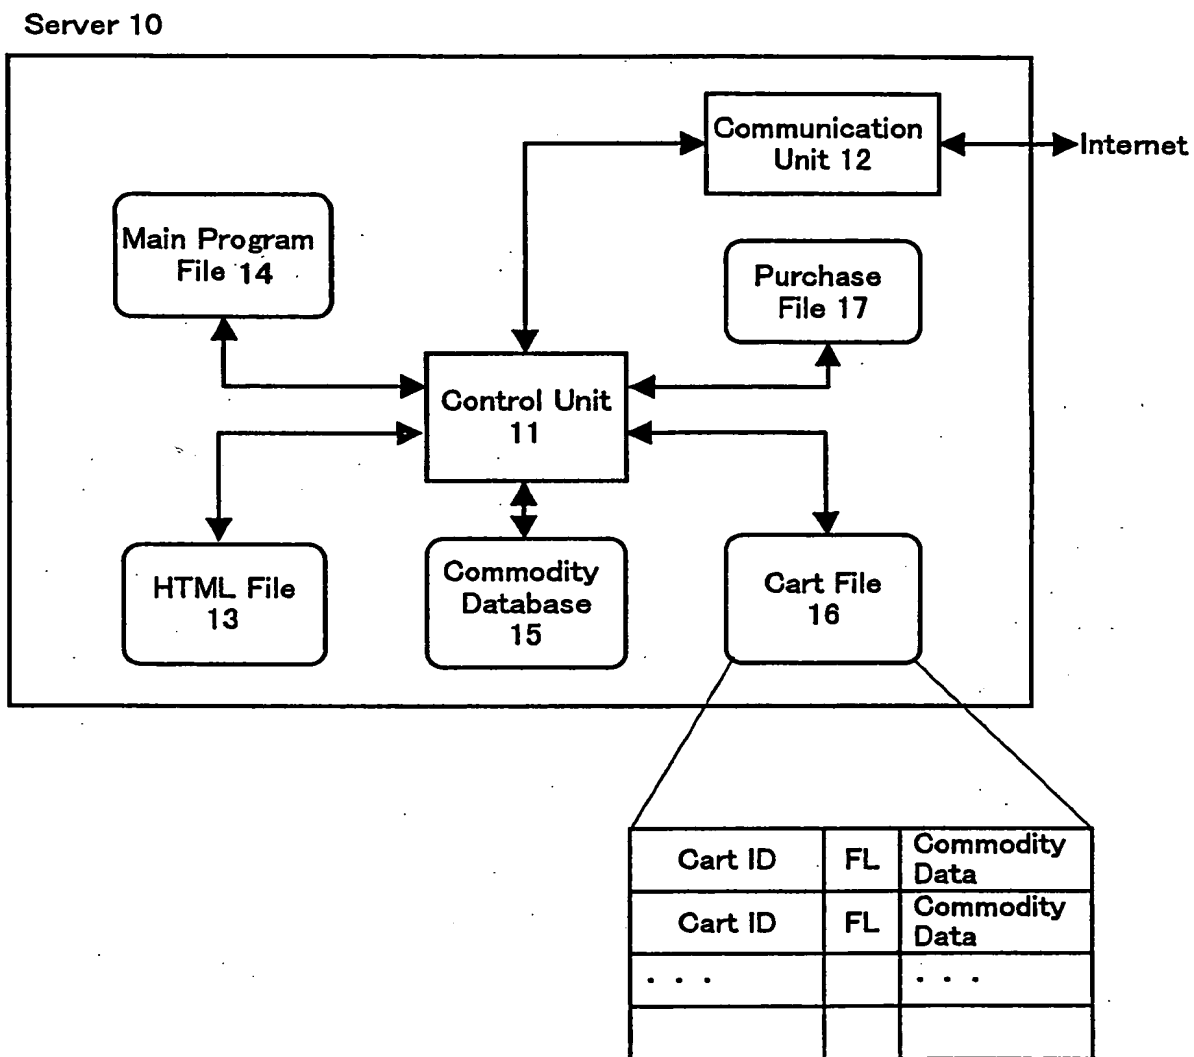 Server 10
Communication
Unit 12
Internet
Main Program
File 14
Purchase
File 17
Control Unit
11
HTML File
13
Commodity
Database
15
Cart File
16
Cart ID
FL
Commodity
Data
Cart ID
FL
Commodity
Data
. . .
. . .